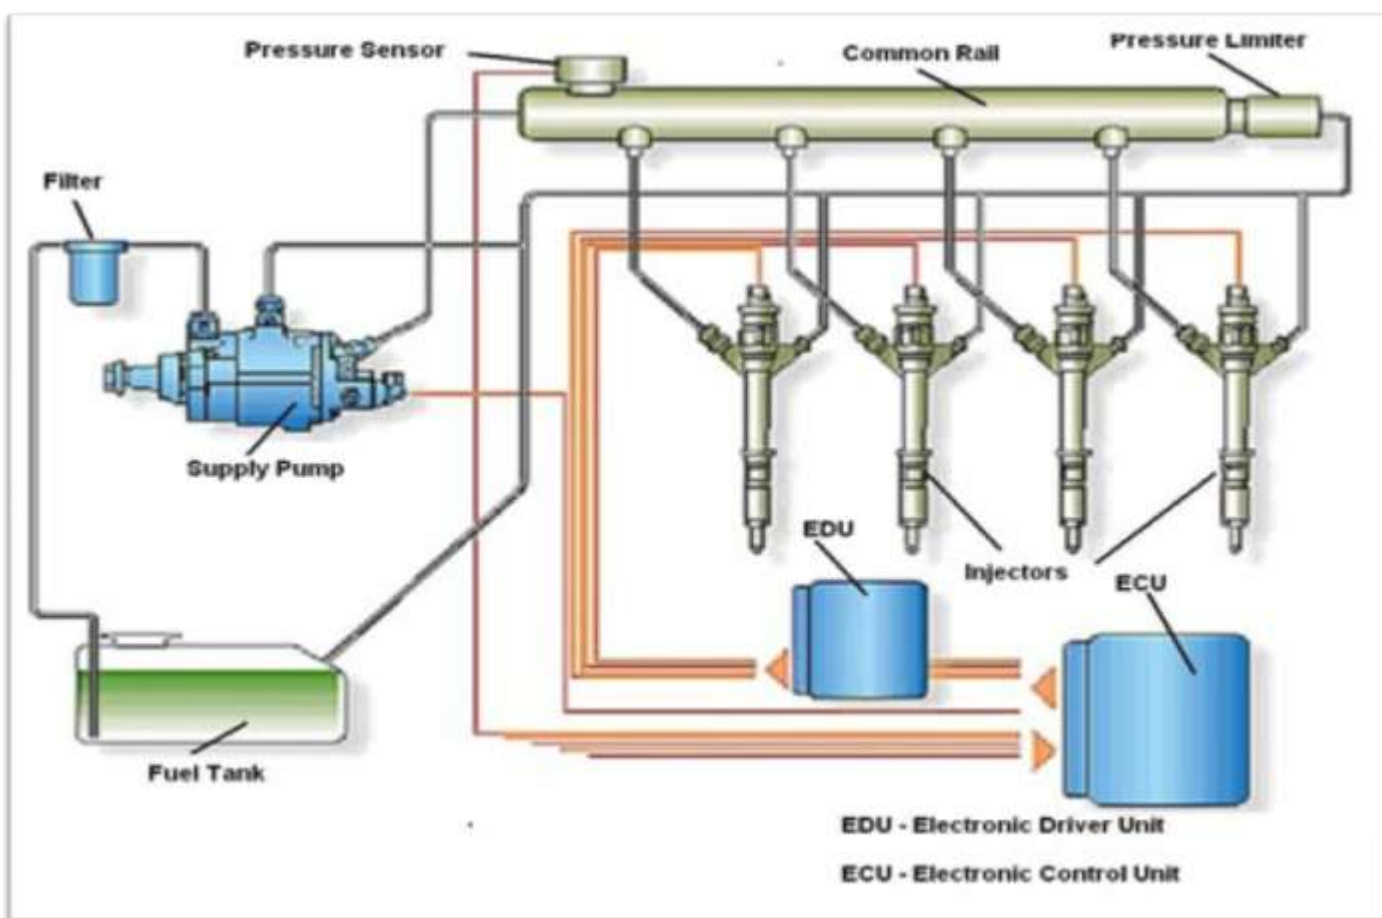 Pressure Sensor
Common Rail
Pressure Limiter
Filter
Supply Pump
EDU
Injectors
ECU
Fuel Tank
EDU - Electronic Driver Unit
ECU - Electronic Control Unit